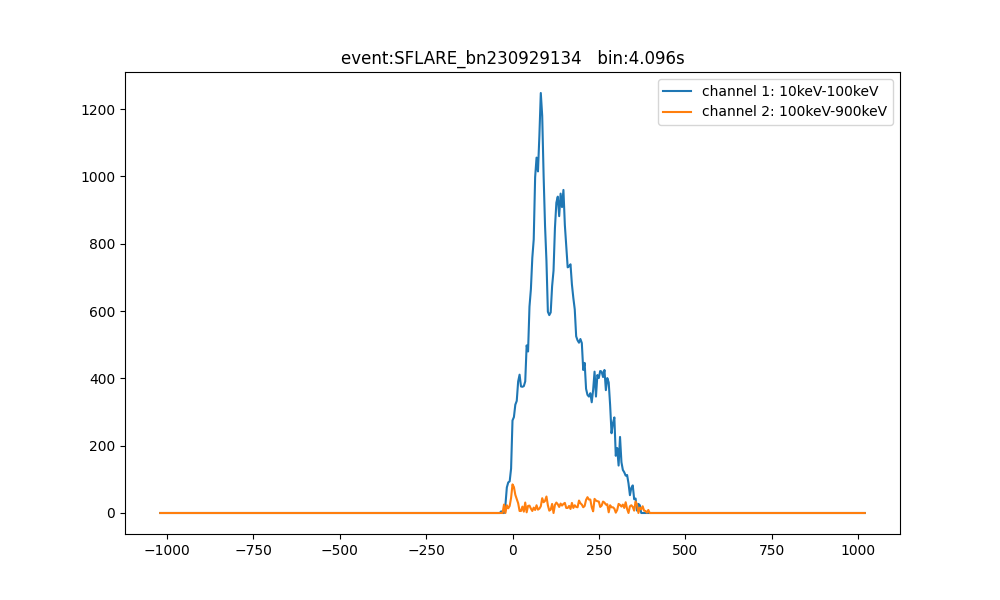 event:SFLARE_bn230929134   bin:4.096s
channel 1: 10keV-100keV
channel 2: 100keV-900keV
1200
1000
800
600
400
200
0
−1000 −750 −500 −250 0 250 500 750 1000